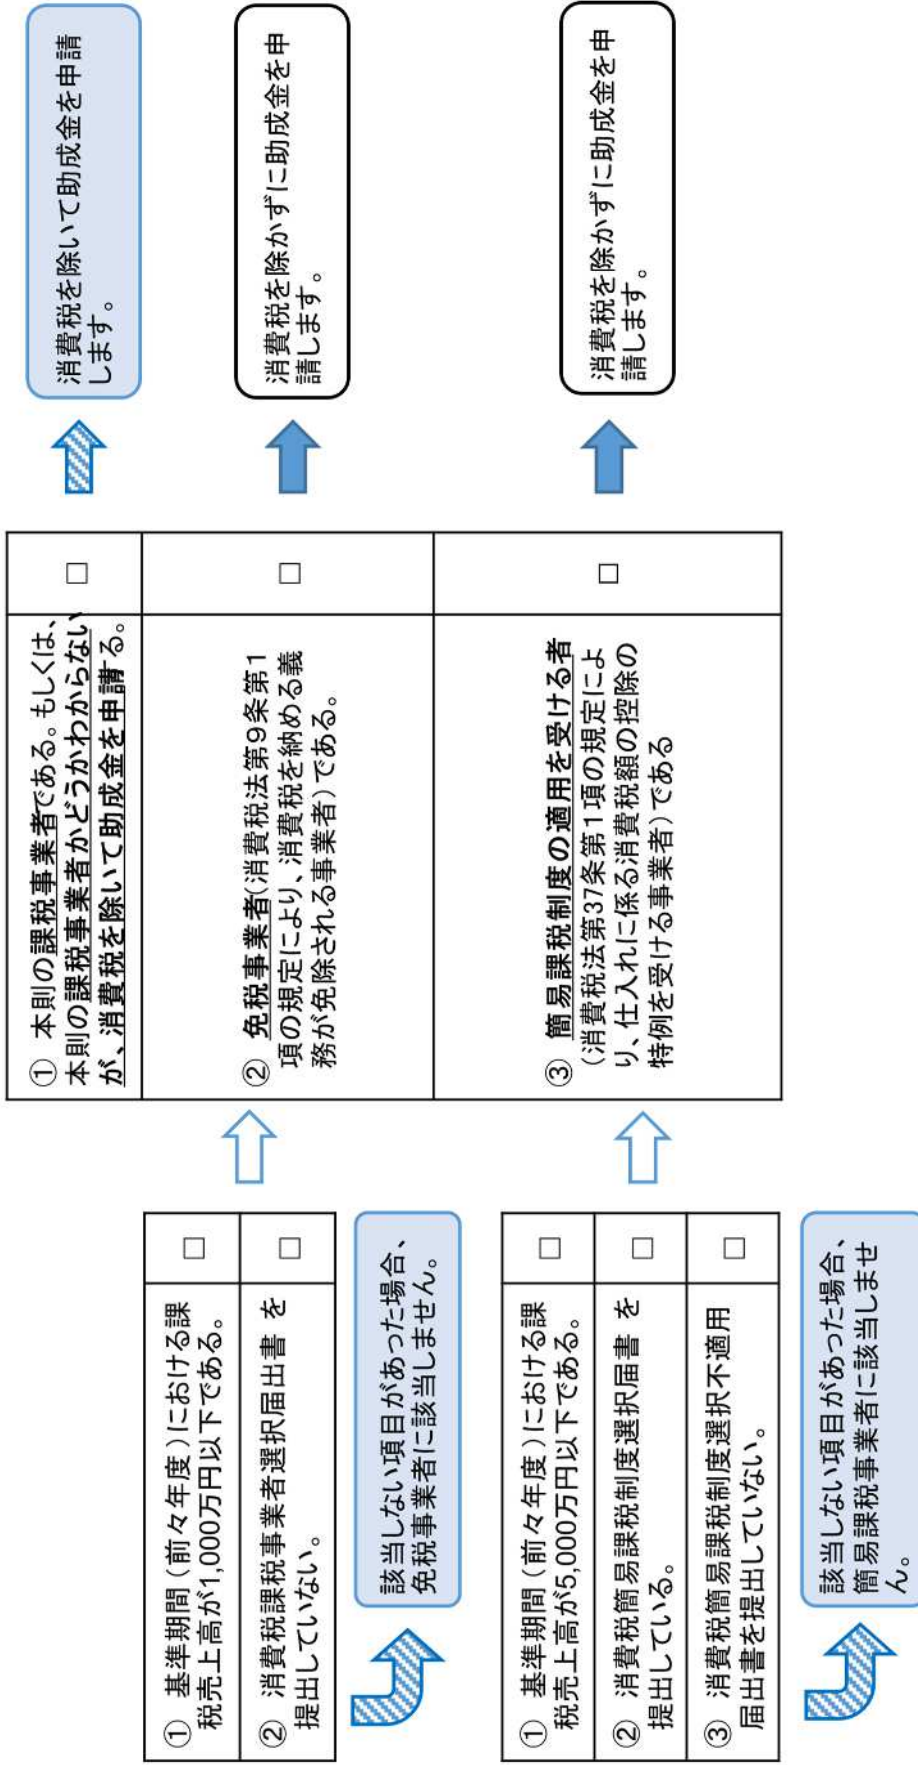 ① 基準期間(前々年度)における課
税売上高が1,000万円以下である。
□
② 消費税課税事業者選択届出書 を
提出していない。
□
該当しない項目があった場合、
免税事業者に該当しません。
① 基準期間(前々年度)における課
税売上高が5,000万円以下である。
□
② 消費税簡易課税制度選択届書 を
提出している。
□
③ 消費税簡易課税制度選択不適用
届出書を提出していない。
□
該当しない項目があった場合、
簡易課税事業者に該当しませ
ん。
① 本則の課税事業者である。もしくは、
本則の課税事業者かどうかわからない
が、消費税を除いて助成金を申請する。
□
② 免税事業者(消費税法第9条第1
項の規定により、消費税を納める義
務が免除される事業者)である。
□
③ 簡易課税制度の適用を受ける者
(消費税法第37条第1項の規定によ
り、仕入れに係る消費税額の控除の
特例を受ける事業者)である
□
消費税を除いて助成金を申請
します。
消費税を除かずに助成金を申
請します。
消費税を除かずに助成金を申
請します。